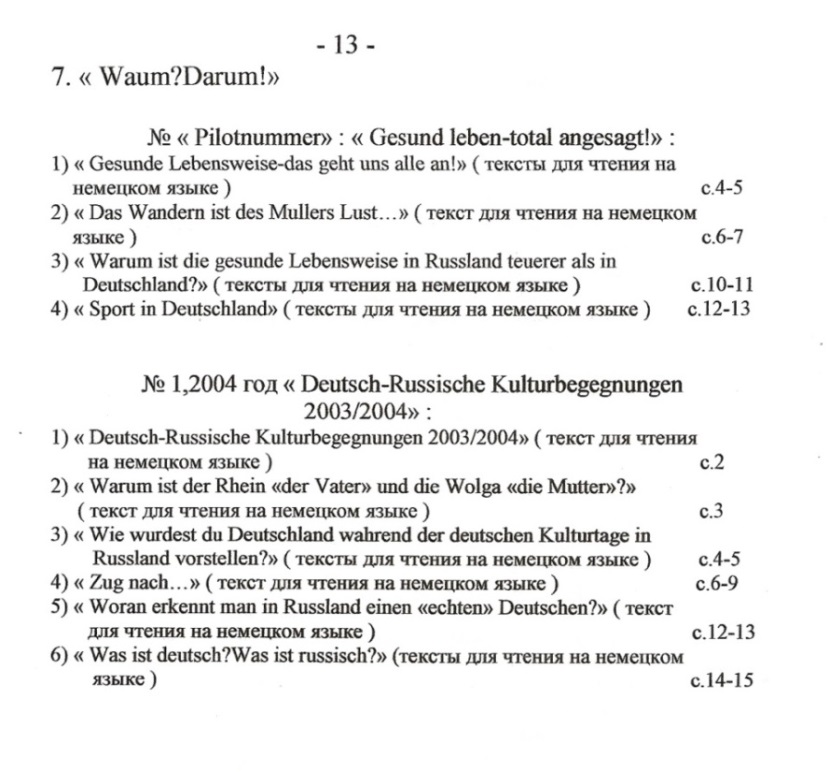 - 13 -
7. « Waum?Darum!»
№ « Pilotnummer» : « Gesund leben-total angesagt!» :
1) « Gesunde Lebensweise-das geht uns alle an!» ( тексты для чтения на
немецком языке ) с.4-5
2) « Das Wandern ist des Mullers Lust...» ( текст для чтения на немецком
языке ) с.6-7
3) « Warum ist die gesunde Lebensweise in Russland teuerer als in
Deutschland?» ( тексты для чтения на немецком языке ) с.10-11
4) « Sport in Deutschland» ( тексты для чтения на немецком языке ) с.12-13
№ 1,2004 год « Deutsch-Russische Kulturbegegnungen
2003/2004» :
1) « Deutsch-Russische Kulturbegegnungen 2003/2004» ( текст для чтения
на немецком языке ) с.2
2) « Warum ist der Rhein «der Vater» und die Wolga «die Mutter»?»
( текст для чтения на немецком языке ) с.3
3) « Wie wurdest du Deutschland wahrend der deutschen Kulturtage in
Russland vorstellen?» ( тексты для чтения на немецком языке ) с.4-5
4) « Zug nach...» ( текст для чтения на немецком языке ) с.6-9
5) « Woran erkennt man in Russland einen «echten» Deutschen?» ( текст
для чтения на немецком языке ) с.12-13
6) « Was ist deutsch?Was ist russisch?» (тексты для чтения на немецком
языке ) с.14-15